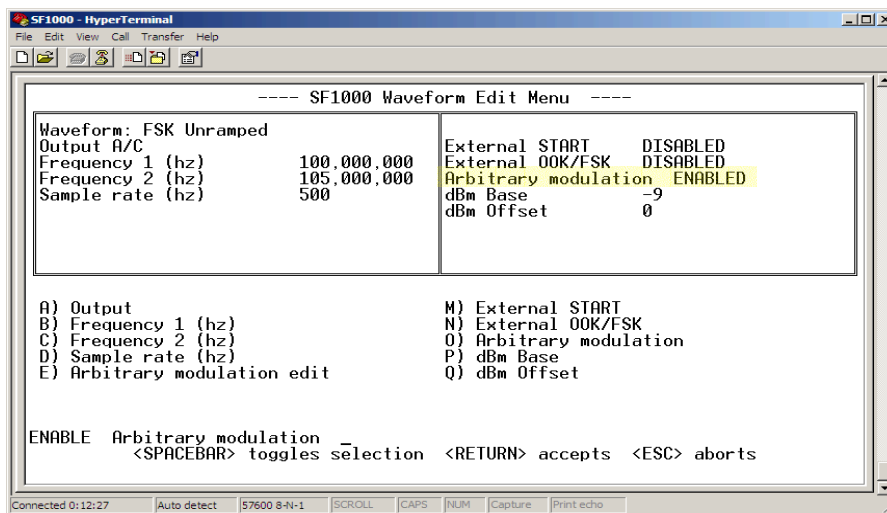 SF1000 - HyperTerminal
File Edit View Call Transfer Help
---- SF1000 Waveform Edit Menu ----
Waveform: FSK Unramped
Output A/C
Frequency 1 (hz) 100,000,000
Frequency 2 (hz) 105,000,000
Sample rate (hz) 500
External START DISABLED
External OOK/FSK DISABLED
Arbitrary modulation ENABLED
dBm Base -9
dBm Offset 0
A) Output
B) Frequency 1 (hz)
C) Frequency 2 (hz)
D) Sample rate (hz)
E) Arbitrary modulation edit
M) External START
N) External OOK/FSK
O) Arbitrary modulation
P) dBm Base
Q) dBm Offset
ENABLE Arbitrary modulation _
<SPACEBAR> toggles selection <RETURN> accepts <ESC> aborts
Connected 0:12:27 Auto detect 57600 8-N-1 SCROLL CAPS NUM Capture Print echo